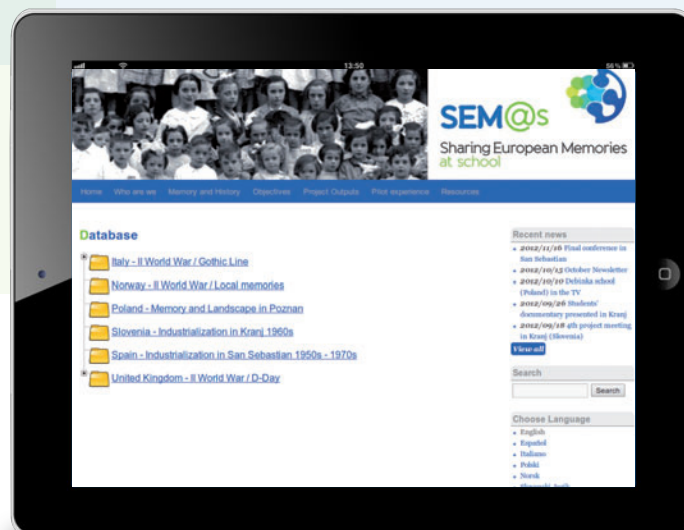 13:50
56 %
SEM@s
Sharing European Memories
at school
Home Who are we Memory and History Objectives Project Outputs Pilot experience Resources
Database
Italy - II World War / Gothic Line
Norway - II World War / Local memories
Poland - Memory and Landscape in Poznan
Slovenia - Industrialization in Kranj 1960s
Spain - Industrialization in San Sebastian 1950s - 1970s
United Kingdom - II World War / D-Day
Recent news
2012/11/16 Final conference in
San Sebastian
2012/10/15 October Newsletter
2012/10/10 Debinka school
(Poland) in the TV
2012/09/26 Students'
documentary presented in Kranj
2012/09/18 4th project meeting
in Kranj (Slovenia)
View all
Search
Search
Choose Language
English
Español
Italiano
Polski
Norsk